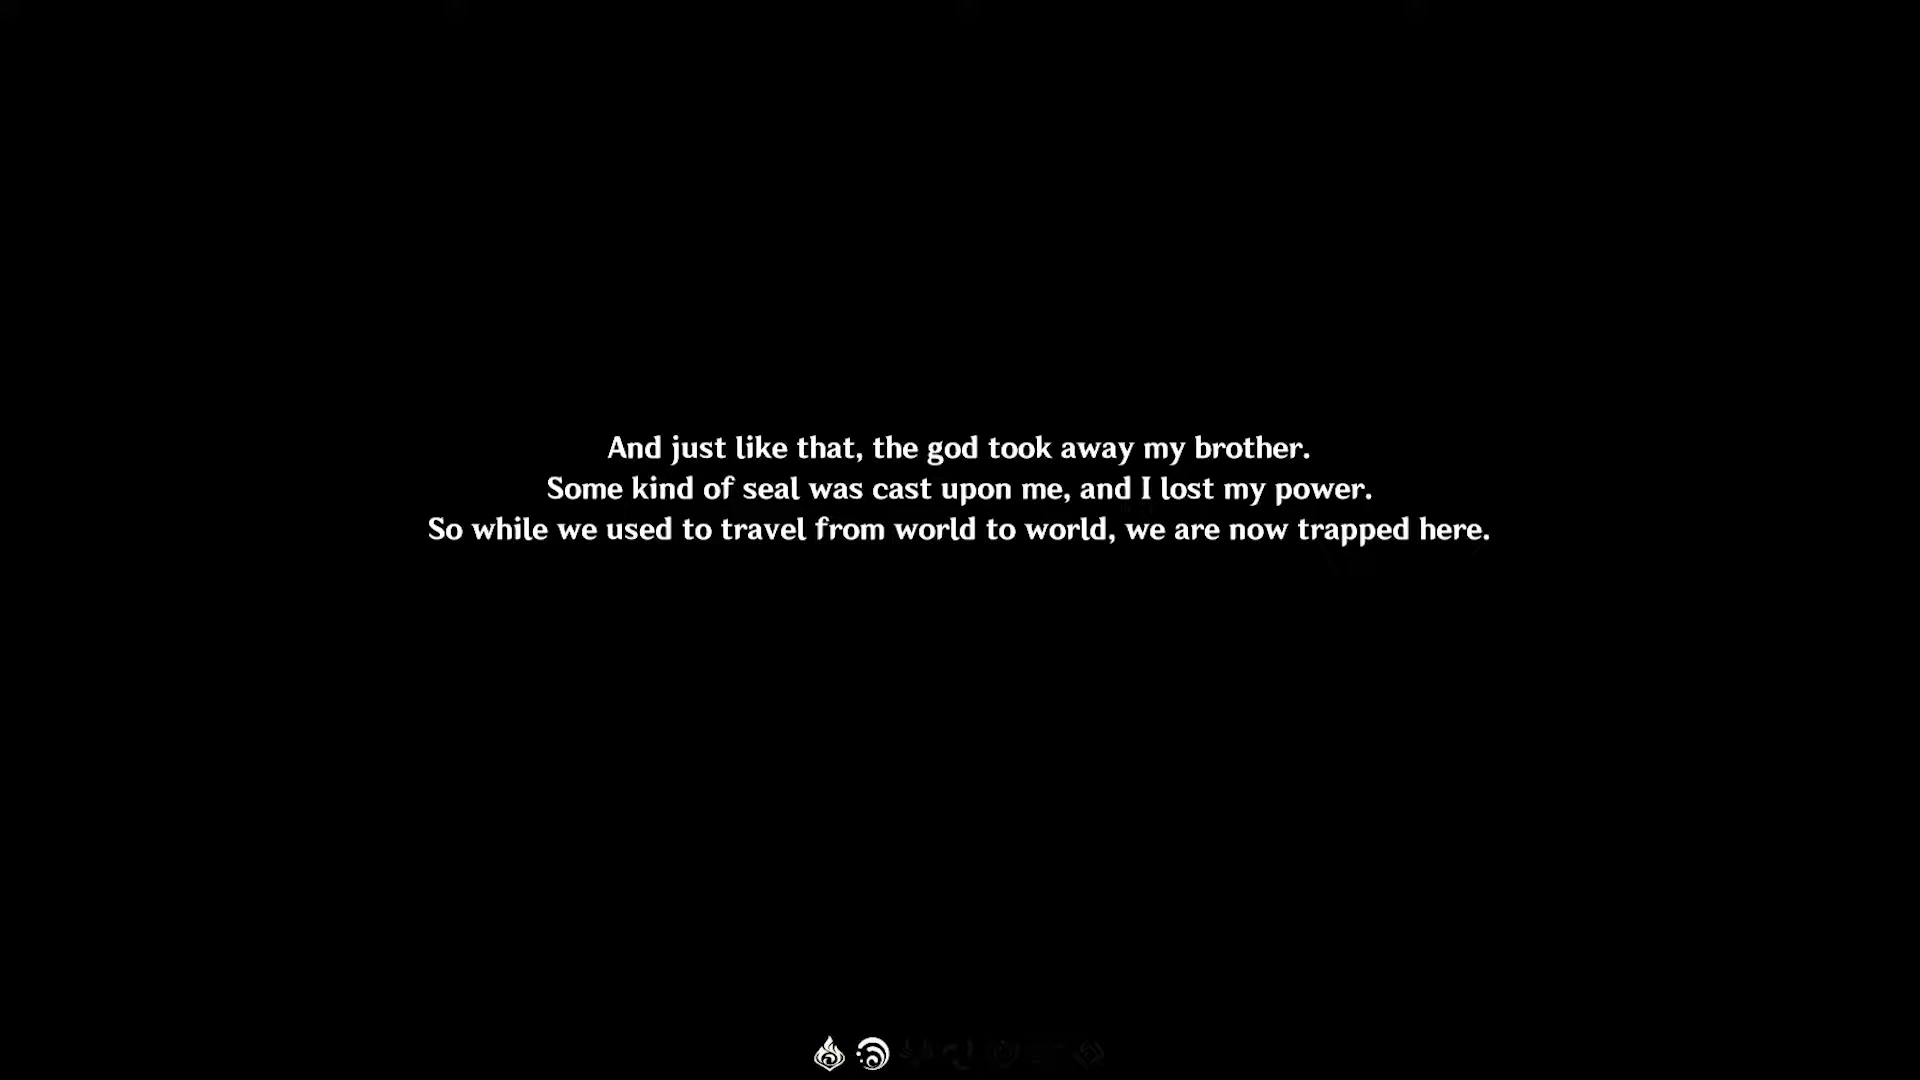 And just like that, the god took away my brother.
Some kind of seal was cast upon me, and I lost my power.
So while we used to travel from world to world, we are now trapped here.